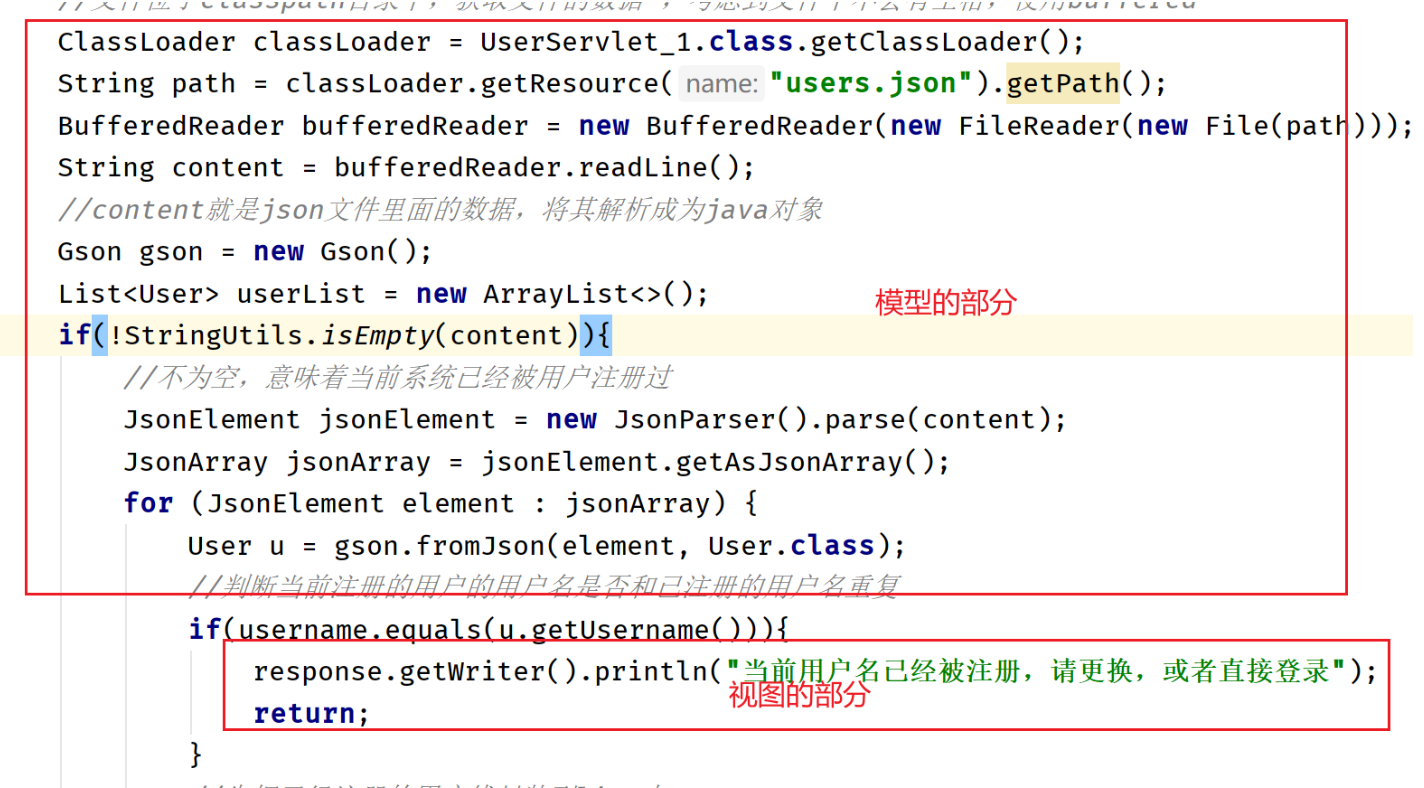 ClassLoader classLoader = UserServlet_1.class.getClassLoader();
String path = classLoader.getResource( name: "users.json").getPath();
BufferedReader bufferedReader = new BufferedReader(new FileReader(new File(path)));
String content = bufferedReader.readLine();
//content就是json文件里面的数据，将其解析成为java对象
Gson gson = new Gson();
List<User> userList = new ArrayList<>();
模型的部分
if(!StringUtils.isEmpty(content)){
//不为空，意味着当前系统已经被用户注册过
JsonElement jsonElement = new JsonParser().parse(content);
JsonArray jsonArray = jsonElement.getAsJsonArray();
for (JsonElement element : jsonArray) {
User u = gson.fromJson(element, User.class);
//判断当前注册的用户的用户名是否和已注册的用户名重复
if(username.equals(u.getUsername())){
response.getWriter().println("当前用户名已经被注册，请更换，或者直接登录");
视图的部分
return;
}